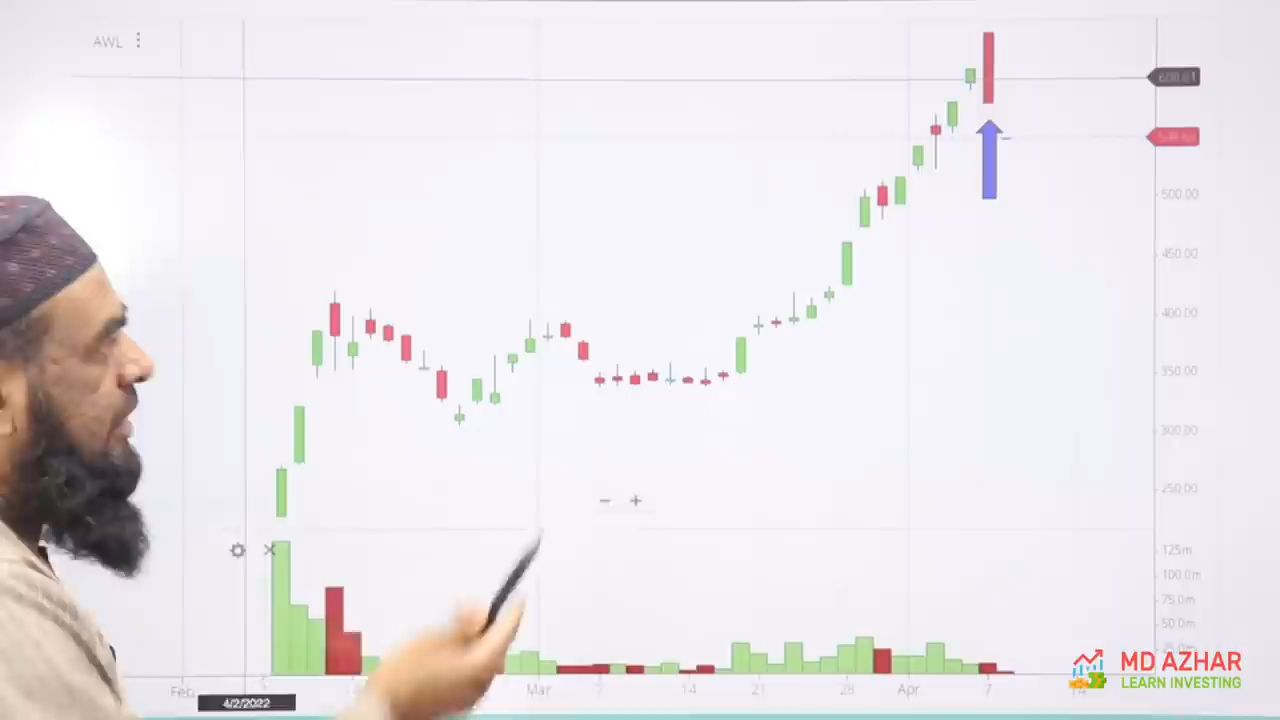 AWL
500.00
450.00
400.00
350.00
300.00
250.00
125m
100.0m
75.0m
50.0m
Feb
Mar
7
14
21
28
Apr
7
4/2/2022
MD AZHAR
LEARN INVESTING